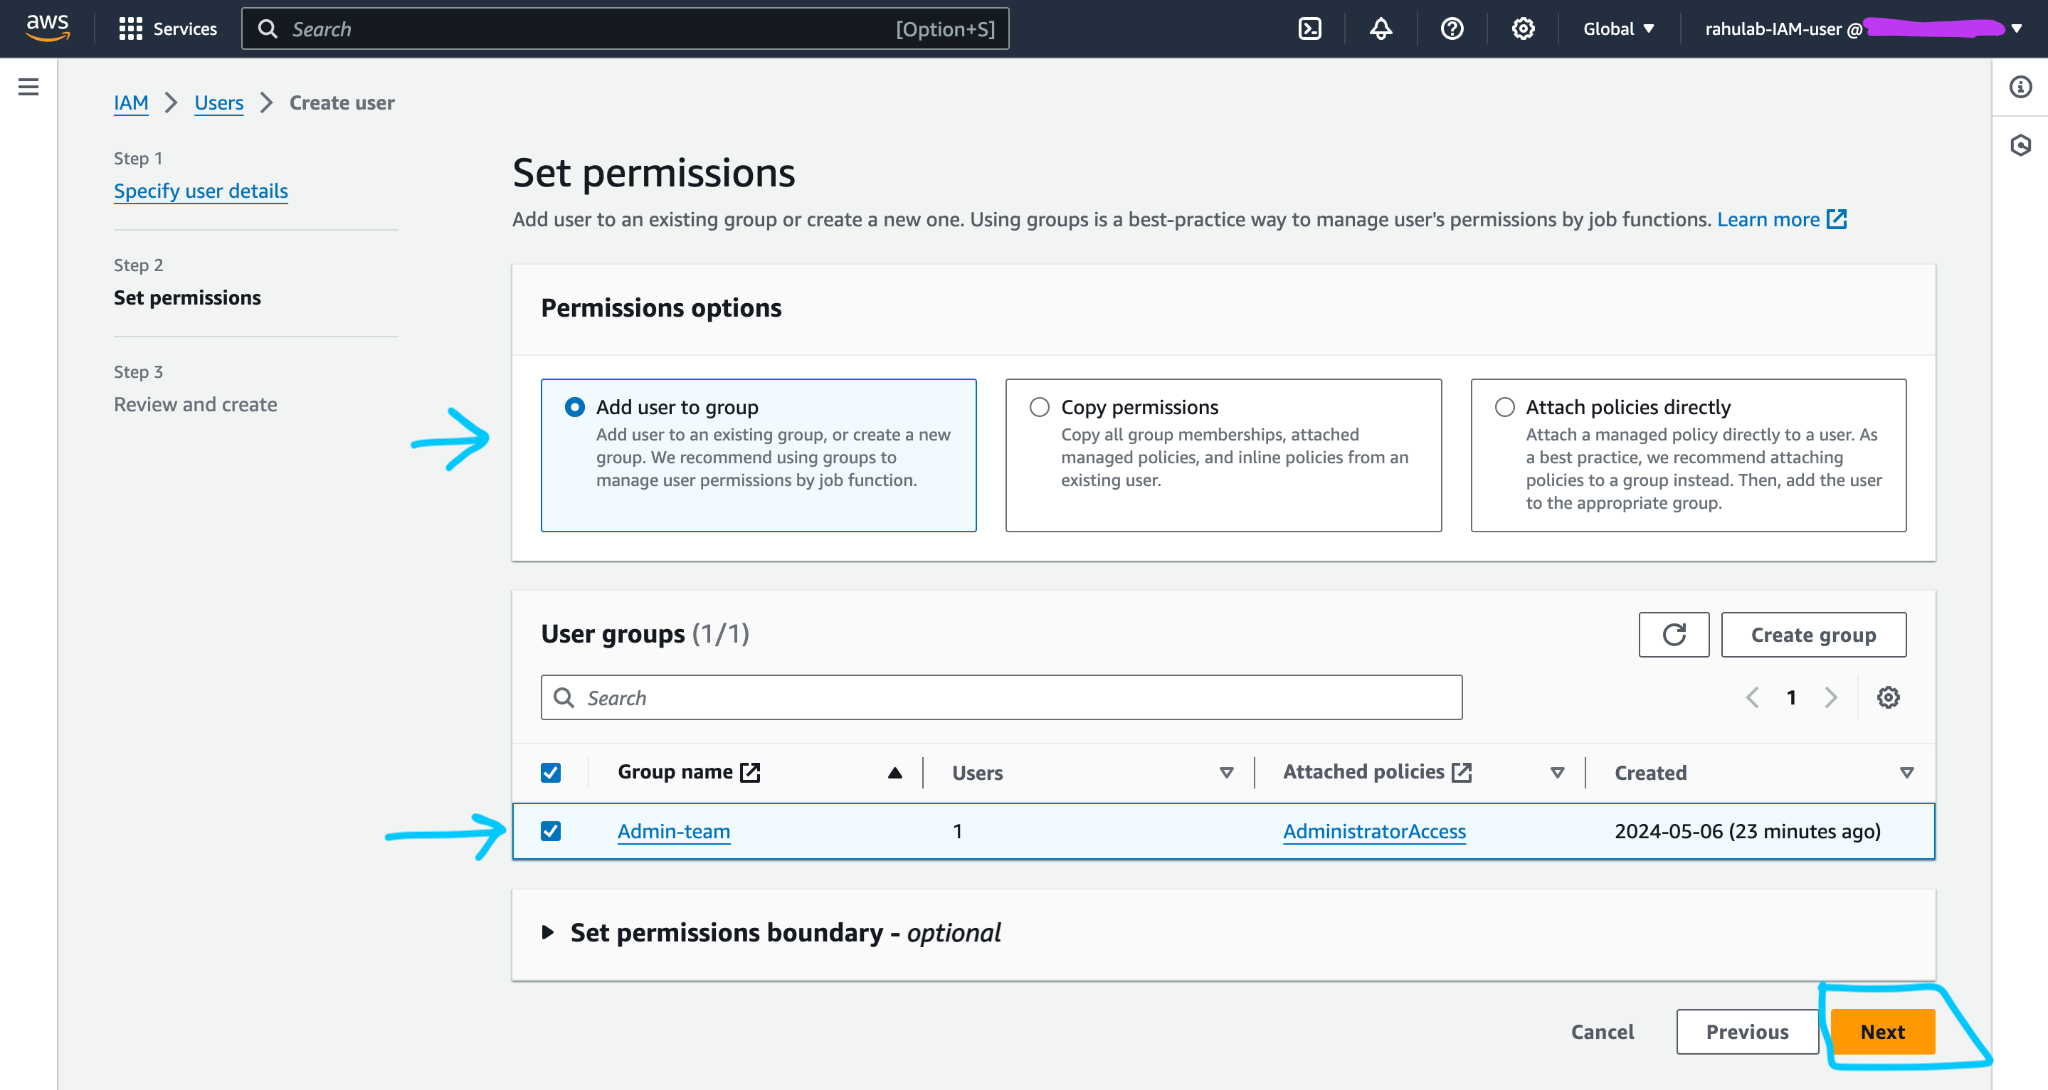 aws
Services
Search
[Option+S]
Global
rahulab-IAM-user @
IAM
Users
Create user
Step 1
Specify user details
Step 2
Set permissions
Step 3
Review and create
Set permissions
Add user to an existing group or create a new one. Using groups is a best-practice way to manage user's permissions by job functions. Learn more
Permissions options
Add user to group
Add user to an existing group, or create a new
group. We recommend using groups to
manage user permissions by job function.
Copy permissions
Copy all group memberships, attached
managed policies, and inline policies from an
existing user.
Attach policies directly
Attach a managed policy directly to a user. As
a best practice, we recommend attaching
policies to a group instead. Then, add the user
to the appropriate group.
User groups (1/1)
Create group
Search
1
Group name
Users
Attached policies
Created
Admin-team
1
AdministratorAccess
2024-05-06 (23 minutes ago)
Set permissions boundary - optional
Cancel
Previous
Next